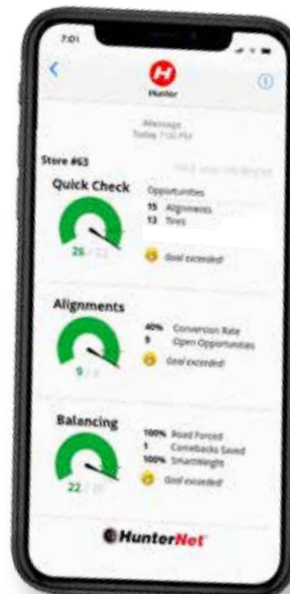 7:01
Hunter
Message
Today 7:00 PM
Store #63
Quick Check
Opportunities
15 Alignments
13 Tires
26 /
Goal exceeded!
Alignments
40% Conversion Rate
9 Open Opportunities
9 /
Goal exceeded!
Balancing
100% Road Forced
1 Comebacks Saved
100% SmartWeight
22 /
Goal exceeded!
HunterNet